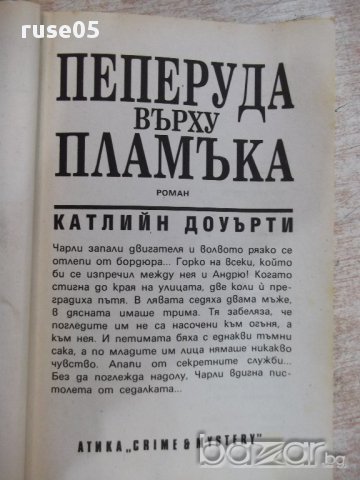 ruse05
ПЕПЕРУДА
ВЪРХУ
ПЛАМЪКА
РОМАН
КАТЛИЙН ДОУЪРТИ
Чарли запали двигателя и волвото рязко се
отлепи от бордюра... Горко на всеки, който
би се изпречил между нея и Андрю! Когато
стигна до края на улицата, две коли ѝ пре-
градиха пътя. В лявата седяха двама мъже,
в дясната имаше трима. Тя забеляза, че
погледите им не са насочени към огъня, а
към нея. И петимата бяха с еднакви тъмни
сака, а по младите им лица нямаше никакво
чувство. Апапи от секретните служби...
Без да поглежда надолу, Чарли вдигна пис-
толета от седалката...
АТИКА „CRIME & MYSTERY"
bazar.bg